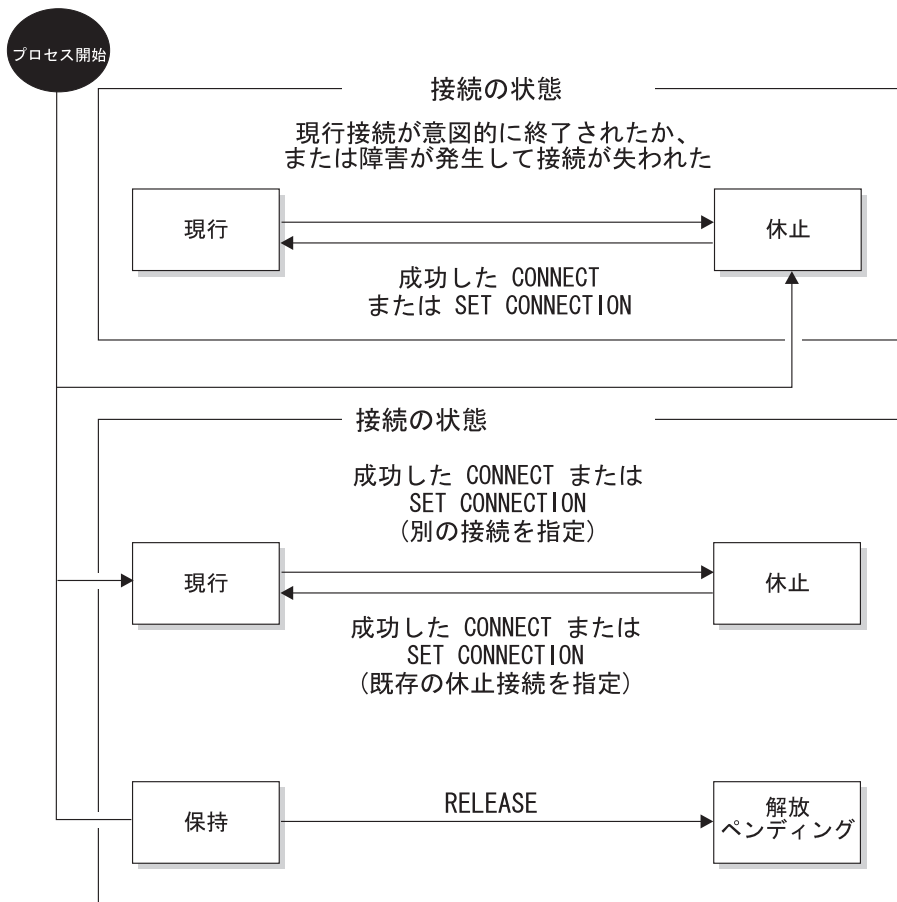 プロセス開始
接続の状態
現行接続が意図的に終了されたか、
または障害が発生して接続が失われた
現行
休止
成功した CONNECT
または SET CONNECTION
接続の状態
成功した CONNECT または
SET CONNECTION
(別の接続を指定)
現行
休止
成功した CONNECT または
SET CONNECTION
(既存の休止接続を指定)
保持
RELEASE
解放
ペンディング